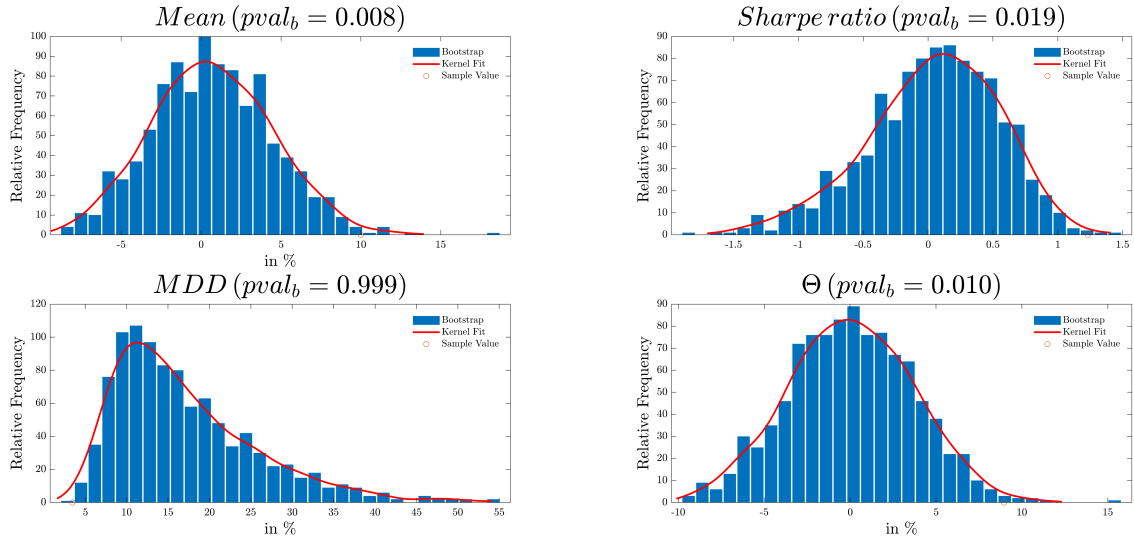 Mean (pval_b = 0.008)
100
90
80
70
60
50
40
30
20
10
0
Relative Frequency
-5
0
5
10
15
in %
Bootstrap
Kernel Fit
Sample Value
Sharpe ratio (pval_b = 0.019)
90
80
70
60
50
40
30
20
10
0
Relative Frequency
-1.5
-1
-0.5
0
0.5
1
1.5
Bootstrap
Kernel Fit
Sample Value
MDD (pval_b = 0.999)
120
100
80
60
40
20
0
Relative Frequency
5
10
15
20
25
30
35
40
45
50
55
in %
Bootstrap
Kernel Fit
Sample Value
Θ (pval_b = 0.010)
90
80
70
60
50
40
30
20
10
0
Relative Frequency
-10
-5
0
5
10
15
in %
Bootstrap
Kernel Fit
Sample Value